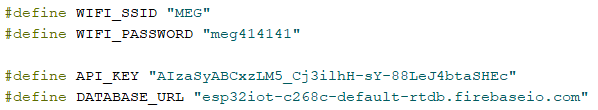 #define WIFI_SSID "MEG"
#define WIFI_PASSWORD "meg414141"
#define API_KEY "AIzaSyABCxzLM5_Cj3ilhH-sY-88LeJ4btaSHEc"
#define DATABASE_URL "esp32iot-c268c-default-rtdb.firebaseio.com"